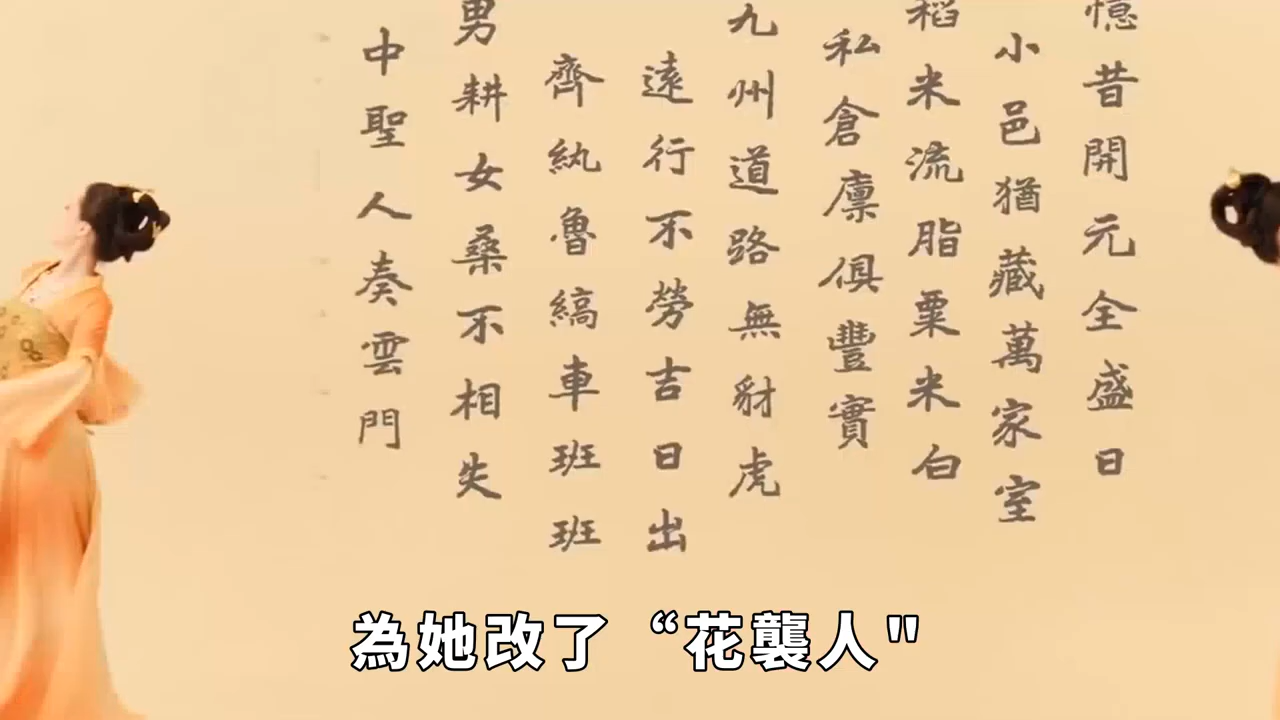 憶昔開元全盛日
小邑猶藏萬家室
稻米流脂粟米白
私倉廩俱豐實
九州道路無豺虎
遠行不勞吉日出
齊紈魯縞車班班
男耕女桑不相失
中聖人奏雲門
為她改了“花襲人"